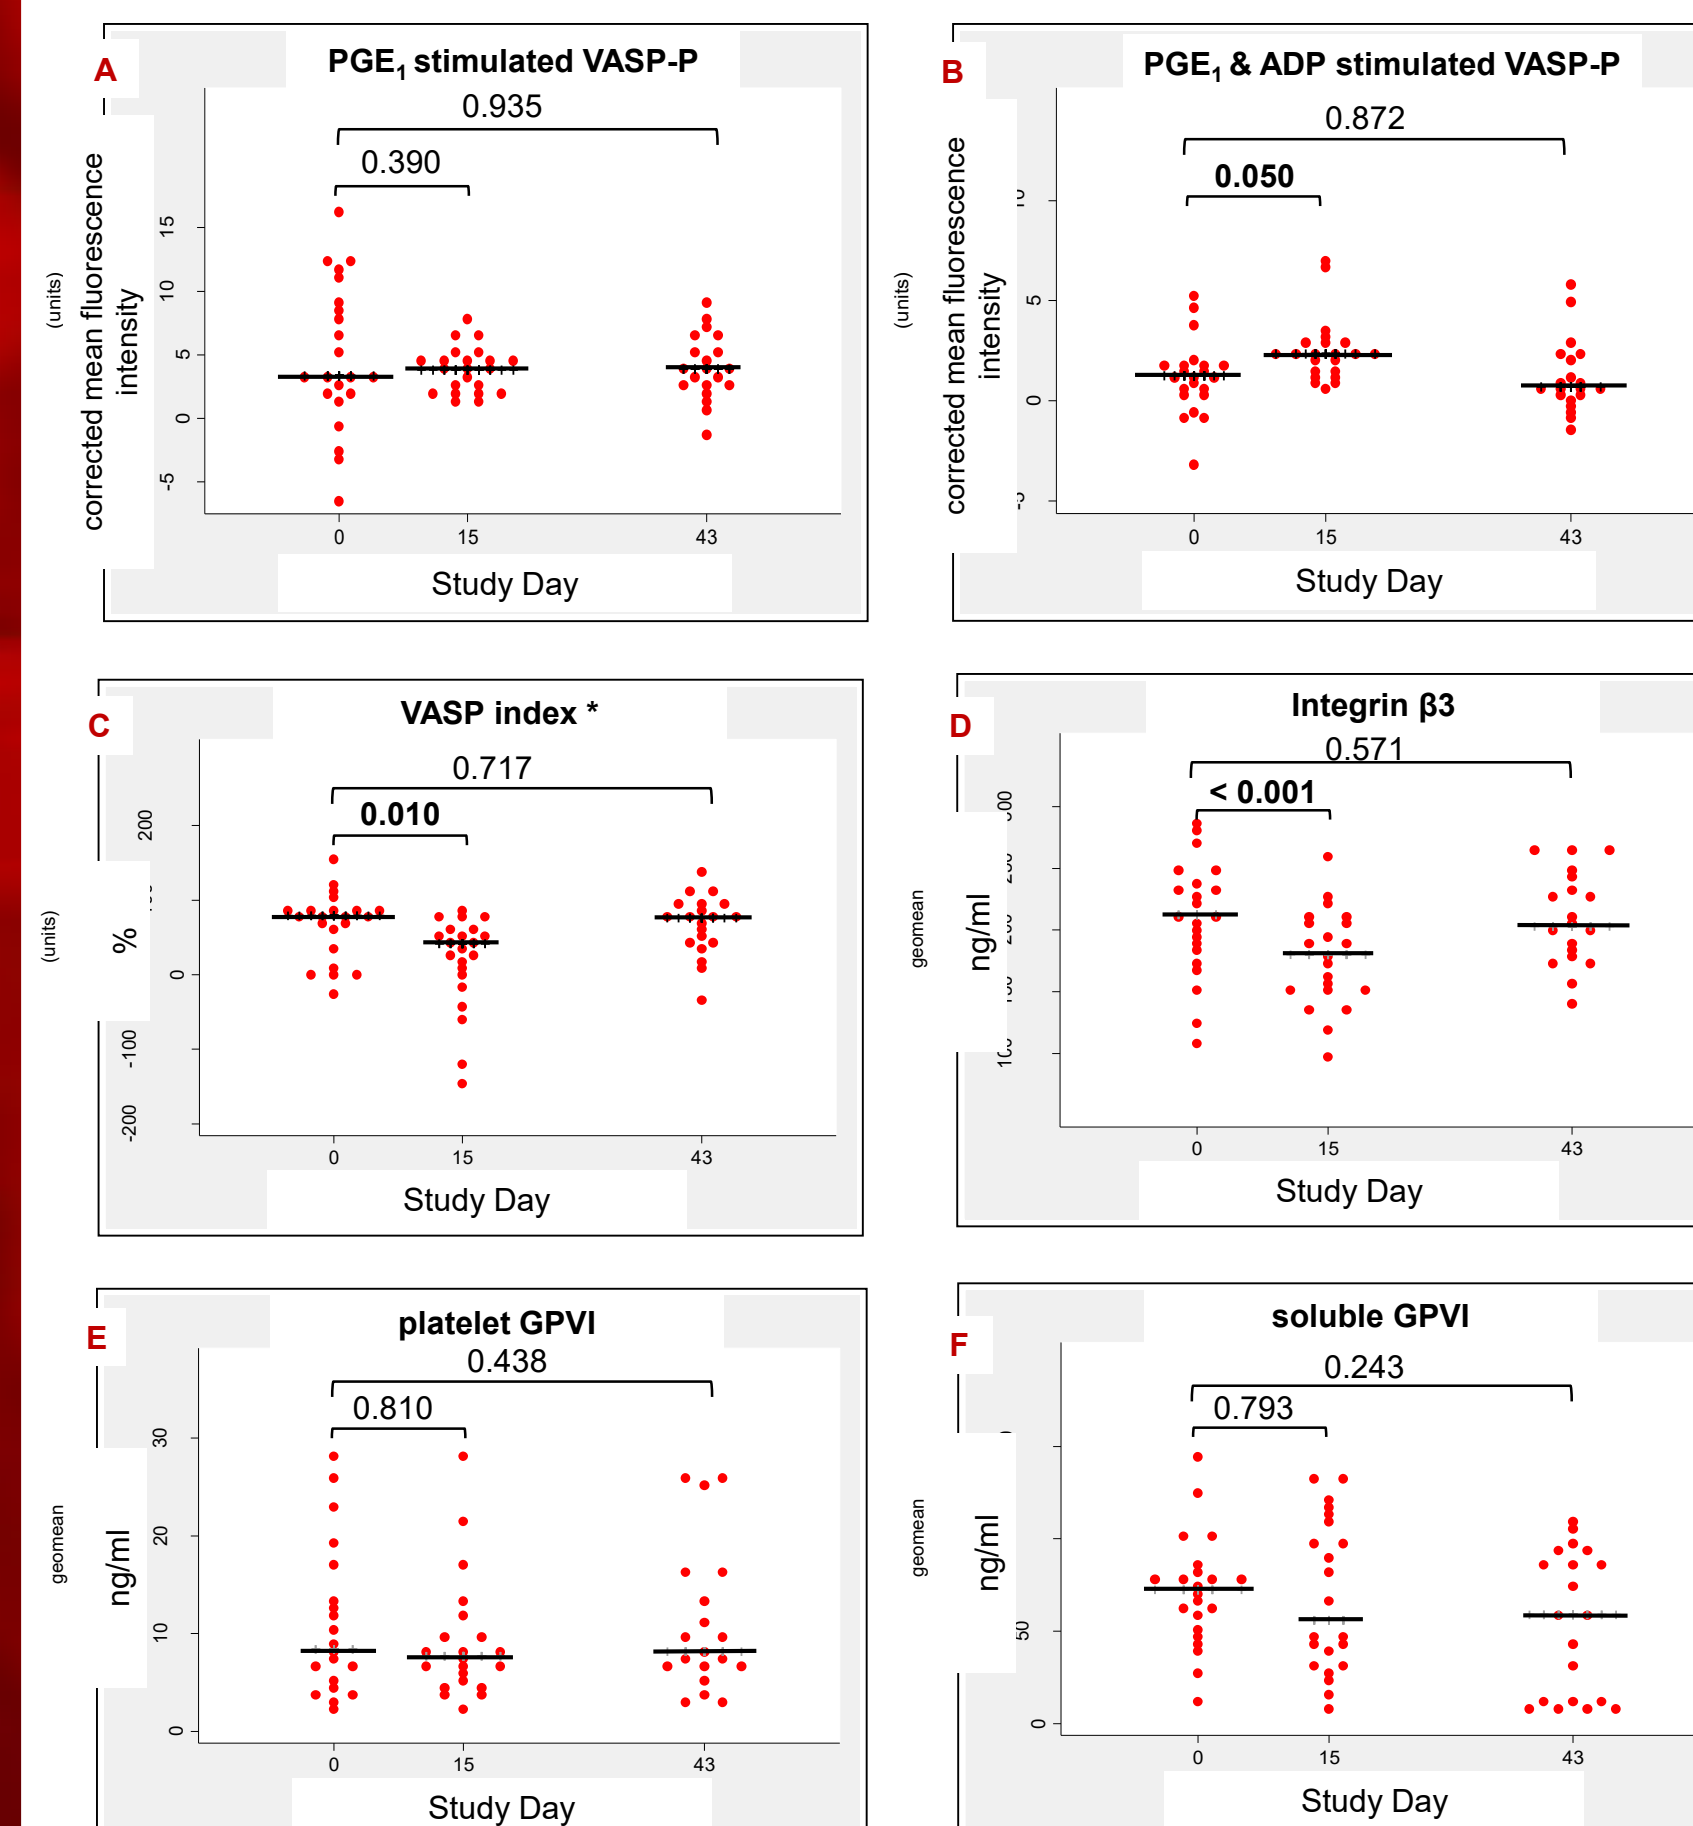 A
PGE₁ stimulated VASP-P
0.935
0.390
(units)
corrected mean fluorescence
intensity
15
10
5
0
-5
0 15 43
Study Day
B
PGE₁ & ADP stimulated VASP-P
0.872
0.050
(units)
corrected mean fluorescence
intensity
5
0
0 15 43
Study Day
C
VASP index *
0.717
0.010
(units)
%
200
0
-100
-200
0 15 43
Study Day
D
Integrin β3
0.571
< 0.001
geomean
ng/ml
0 15 43
Study Day
E
platelet GPVI
0.438
0.810
geomean
ng/ml
30
20
10
0
0 15 43
Study Day
F
soluble GPVI
0.243
0.793
geomean
ng/ml
50
0
0 15 43
Study Day